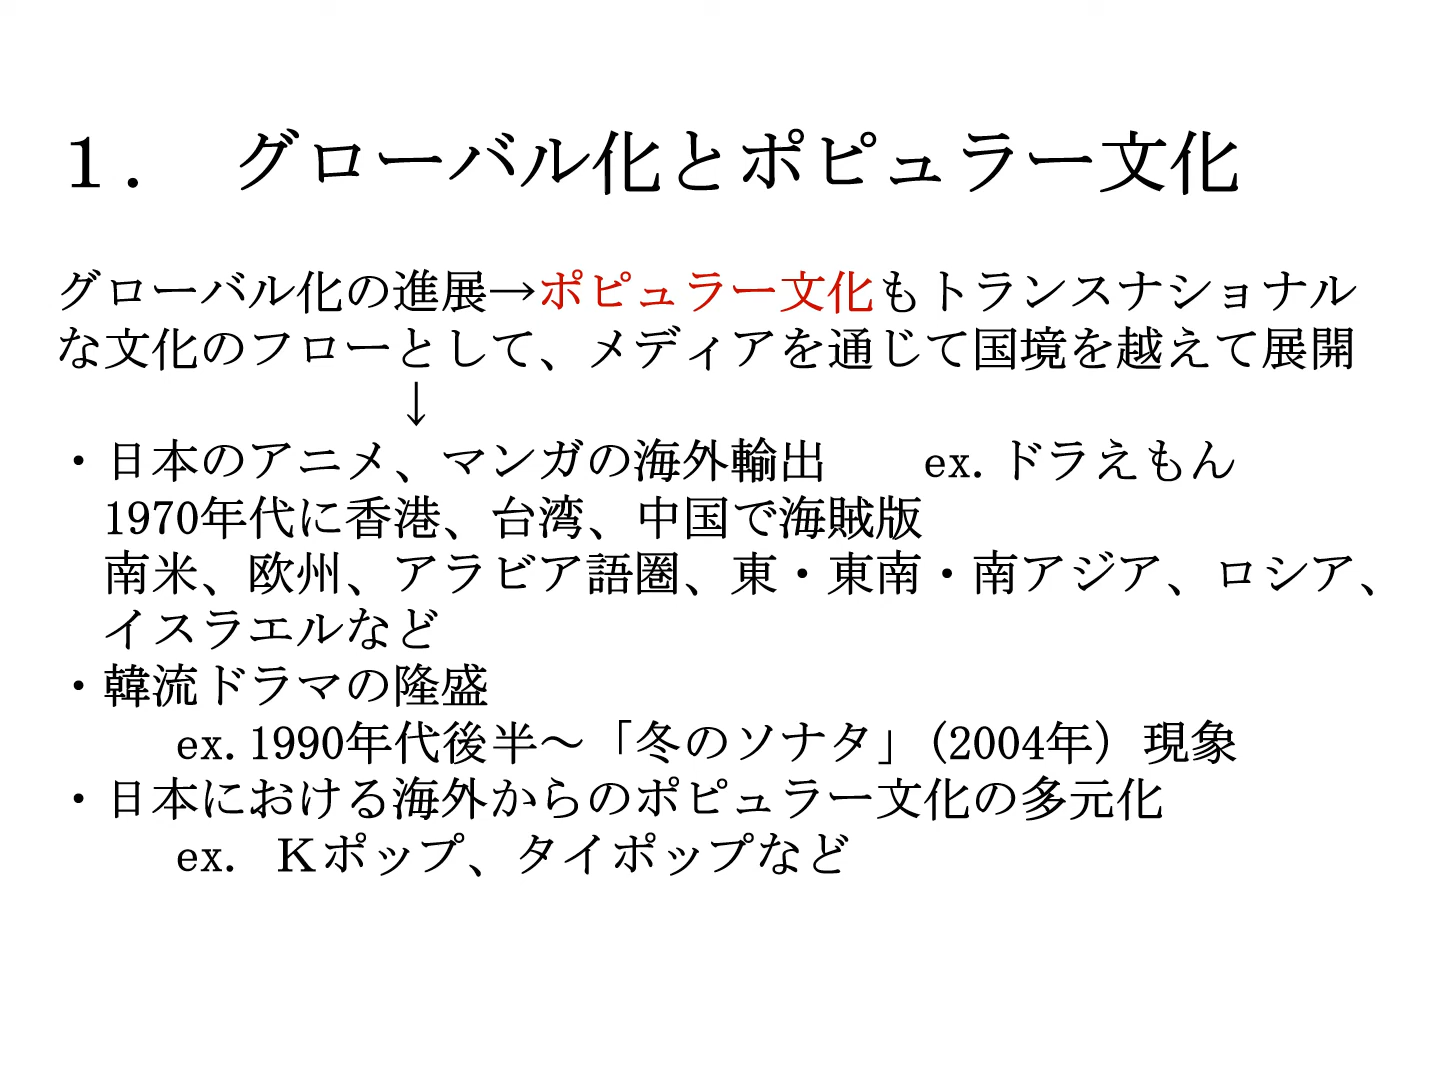 １．　グローバル化とポピュラー文化
グローバル化の進展→ポピュラー文化もトランスナショナル
な文化のフローとして、メディアを通じて国境を越えて展開
↓
・日本のアニメ、マンガの海外輸出　　ex.ドラえもん
1970年代に香港、台湾、中国で海賊版
南米、欧州、アラビア語圏、東・東南・南アジア、ロシア、
イスラエルなど
・韓流ドラマの隆盛
ex.1990年代後半～「冬のソナタ」(2004年）現象
・日本における海外からのポピュラー文化の多元化
ex.　Ｋポップ、タイポップなど